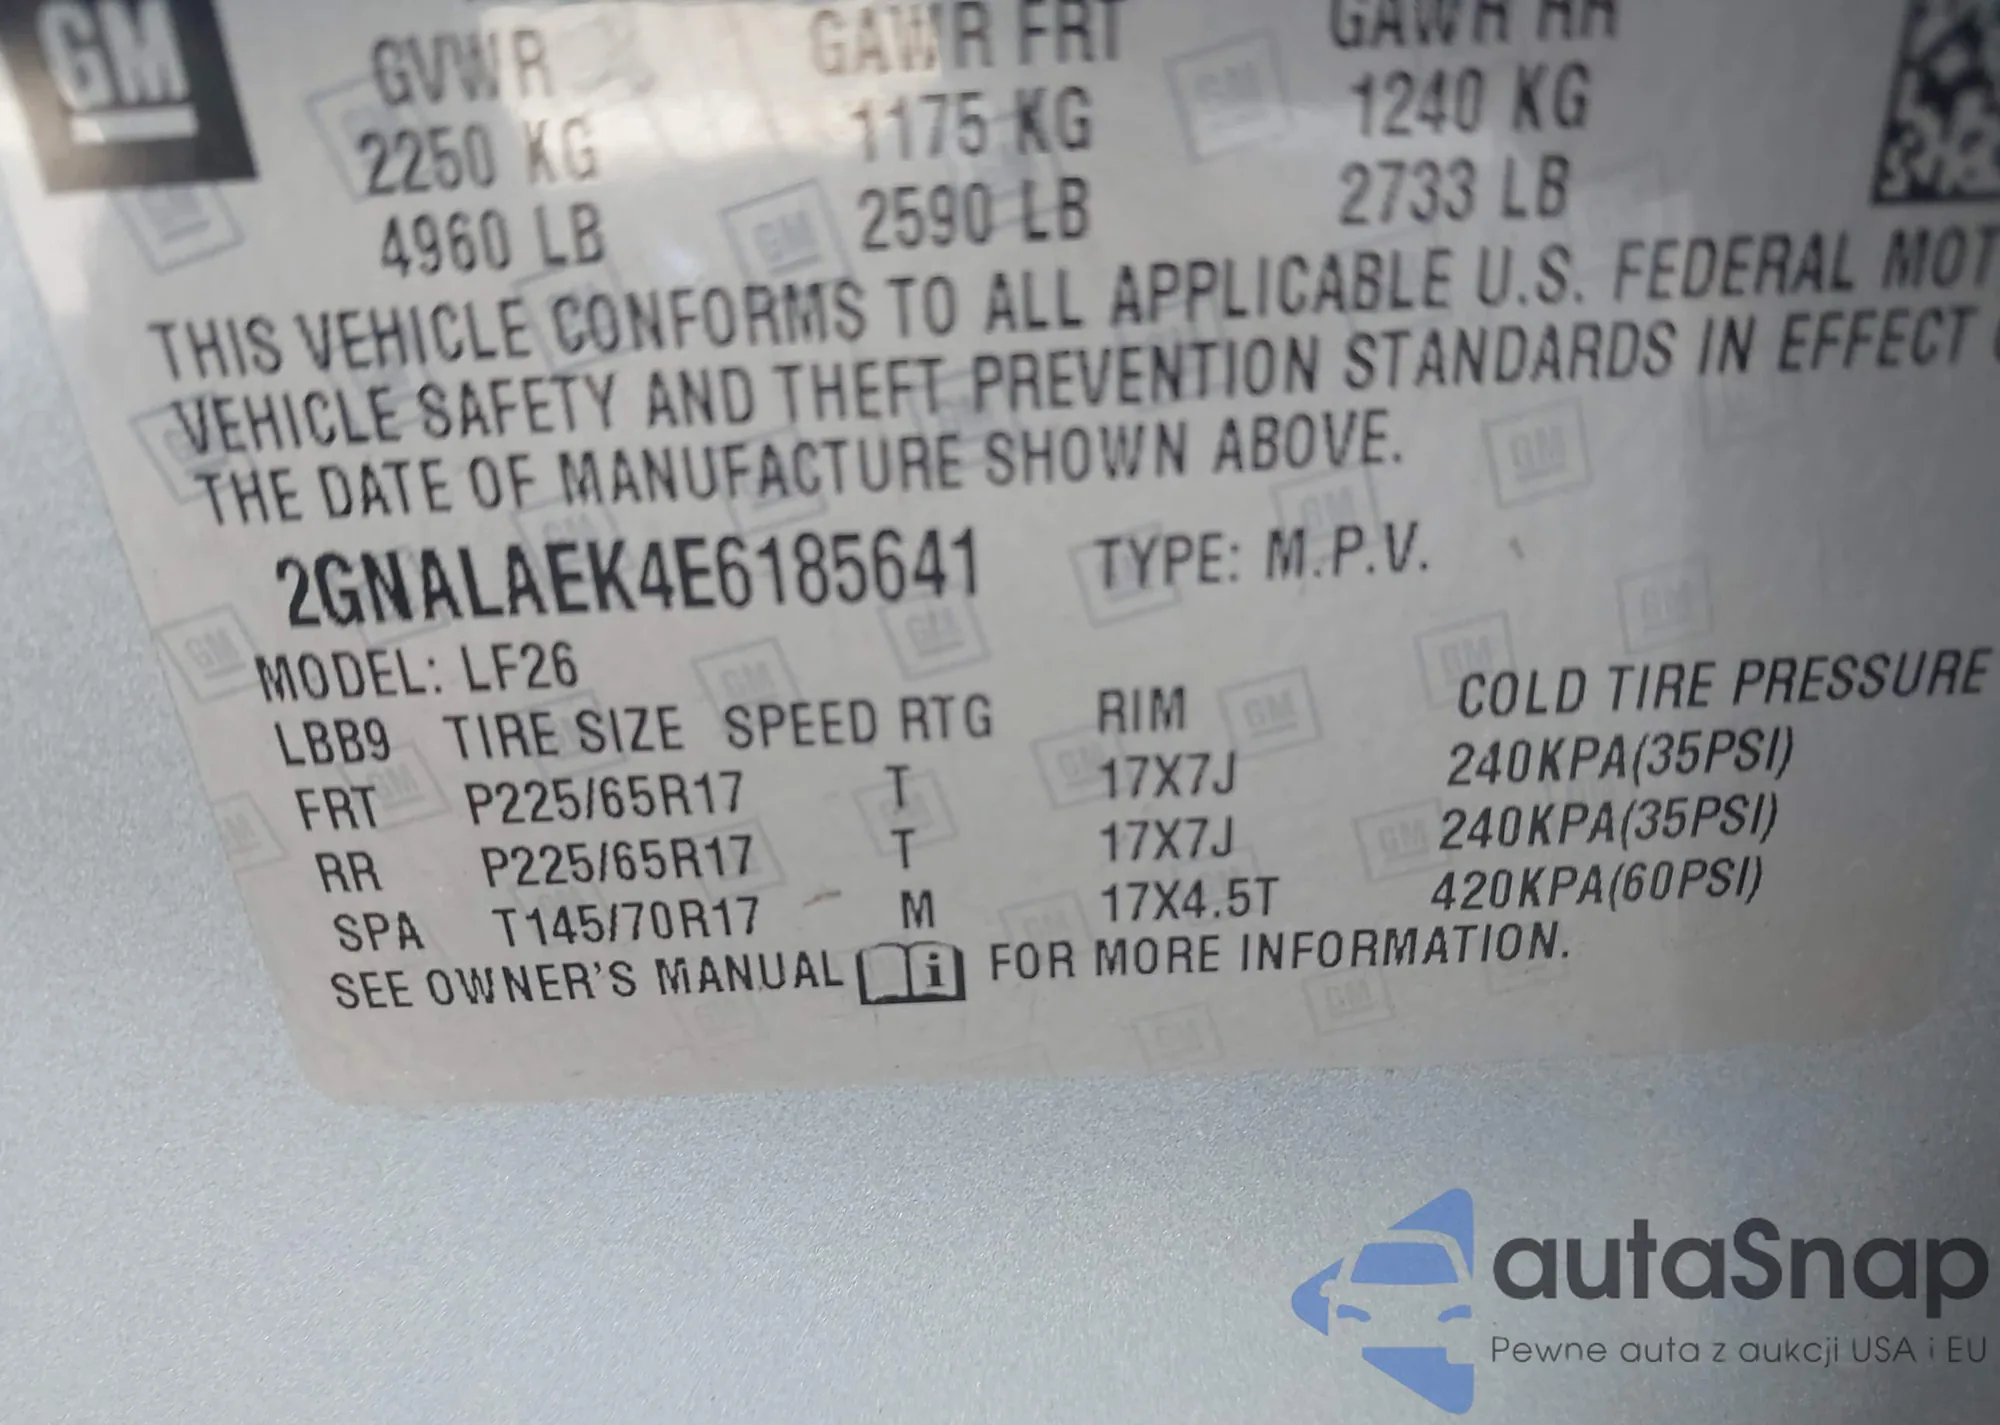 GM GVWR GAWR FRT GAWR RR
2250 KG 1175 KG 1240 KG
4960 LB 2590 LB 2733 LB
THIS VEHICLE CONFORMS TO ALL APPLICABLE U.S. FEDERAL MOT
VEHICLE SAFETY AND THEFT PREVENTION STANDARDS IN EFFECT
THE DATE OF MANUFACTURE SHOWN ABOVE.
2GNALAEK4E6185641 TYPE: M.P.V.
MODEL: LF26
LBB9 TIRE SIZE SPEED RTG RIM COLD TIRE PRESSURE
FRT P225/65R17 T 17X7J 240KPA(35PSI)
RR P225/65R17 T 17X7J 240KPA(35PSI)
SPA T145/70R17 M 17X4.5T 420KPA(60PSI)
SEE OWNER'S MANUAL i FOR MORE INFORMATION.
autaSnap
Pewne auta z aukcji USA i EU